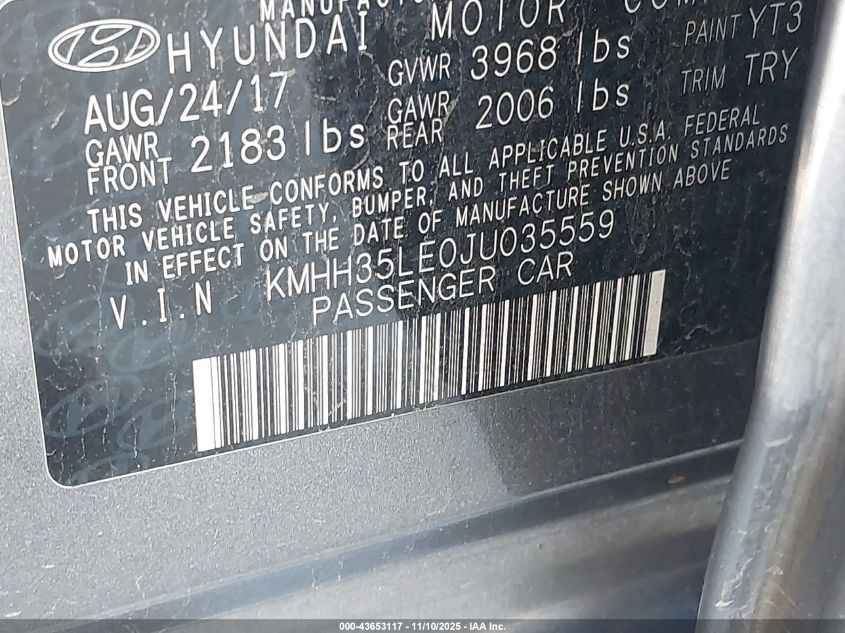 HYUNDAI MOTOR
AUG/24/17 GVWR 3968 lbs PAINT YT3
GAWR FRONT 2183 lbs GAWR REAR 2006 lbs TRIM TRY
THIS VEHICLE CONFORMS TO ALL APPLICABLE U.S.A. FEDERAL
MOTOR VEHICLE SAFETY, BUMPER, AND THEFT PREVENTION STANDARDS
IN EFFECT ON THE DATE OF MANUFACTURE SHOWN ABOVE
V.I.N KMHH35LE0JU035559
PASSENGER CAR
000-43653117 - 11/10/2025 - IAA Inc.